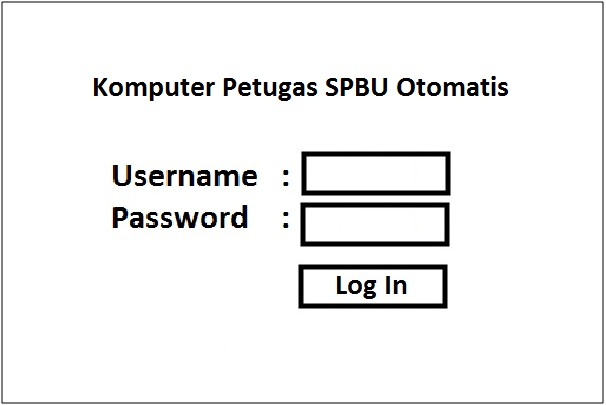 Komputer Petugas SPBU Otomatis
Username :
Password :
Log In